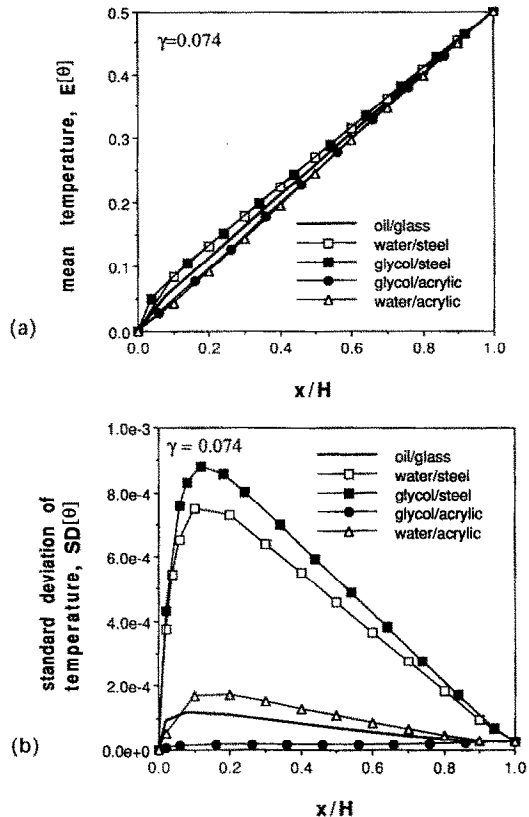 0.5
γ=0.074
0.4
0.3
0.2
0.1
0.0
mean temperature, E[θ]
oil/glass
water/steel
glycol/steel
glycol/acrylic
water/acrylic
0.0 0.2 0.4 0.6 0.8 1.0
(a)
x/H
1.0e-3
γ = 0.074
8.0e-4
6.0e-4
4.0e-4
2.0e-4
0.0e+0
standard deviation of
temperature, SD[θ]
oil/glass
water/steel
glycol/steel
glycol/acrylic
water/acrylic
(b)
0.0 0.2 0.4 0.6 0.8 1.0
x/H